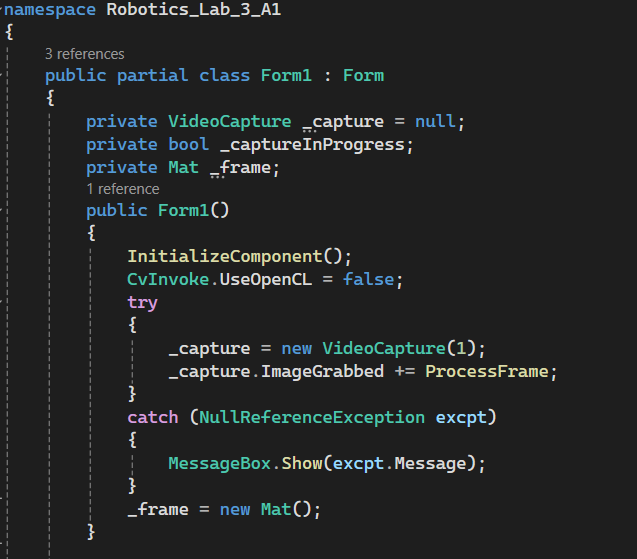 namespace Robotics_Lab_3_A1
{
3 references
public partial class Form1 : Form
{
private VideoCapture _capture = null;
private bool _captureInProgress;
private Mat _frame;
1 reference
public Form1()
{
InitializeComponent();
CvInvoke.UseOpenCL = false;
try
{
_capture = new VideoCapture(1);
_capture.ImageGrabbed += ProcessFrame;
}
catch (NullReferenceException excpt)
{
MessageBox.Show(excpt.Message);
}
_frame = new Mat();
}